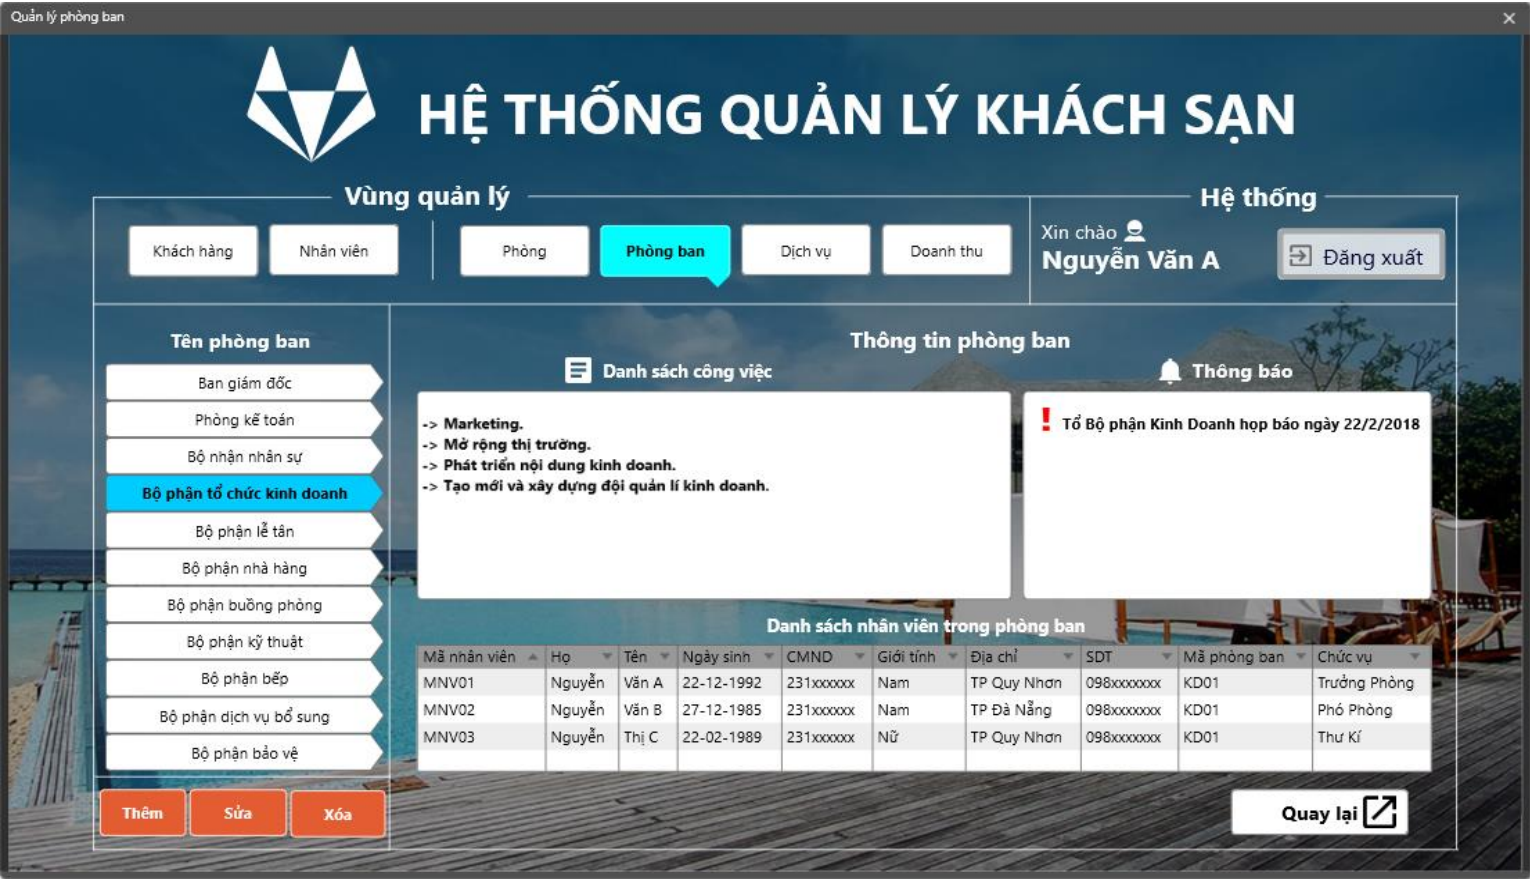 Quản lý phòng ban
HỆ THỐNG QUẢN LÝ KHÁCH SẠN
Vùng quản lý
Hệ thống
Khách hàng
Nhân viên
Phòng
Phòng ban
Dịch vụ
Doanh thu
Xin chào
Nguyễn Văn A
Đăng xuất
Tên phòng ban
Ban giám đốc
Phòng kế toán
Bộ nhận nhân sự
Bộ phận tổ chức kinh doanh
Bộ phận lễ tân
Bộ phận nhà hàng
Bộ phận buồng phòng
Bộ phận kỹ thuật
Bộ phận bếp
Bộ phận dịch vụ bổ sung
Bộ phận bảo vệ
Thêm Sửa Xóa
Thông tin phòng ban
Danh sách công việc
-> Marketing.
-> Mở rộng thị trường.
-> Phát triển nội dung kinh doanh.
-> Tạo mới và xây dựng đội quản lí kinh doanh.
Thông báo
! Tổ Bộ phận Kinh Doanh họp báo ngày 22/2/2018
Danh sách nhân viên trong phòng ban
Mã nhân viên Họ Tên Ngày sinh CMND Giới tính Địa chỉ SDT Mã phòng ban Chức vụ
MNV01 Nguyễn Văn A 22-12-1992 231xxxxxx Nam TP Quy Nhơn 098xxxxxxx KD01 Trưởng Phòng
MNV02 Nguyễn Văn B 27-12-1985 231xxxxxx Nam TP Đà Nẵng 098xxxxxxx KD01 Phó Phòng
MNV03 Nguyễn Thị C 22-02-1989 231xxxxxx Nữ TP Quy Nhơn 098xxxxxxx KD01 Thư Kí
Quay lại